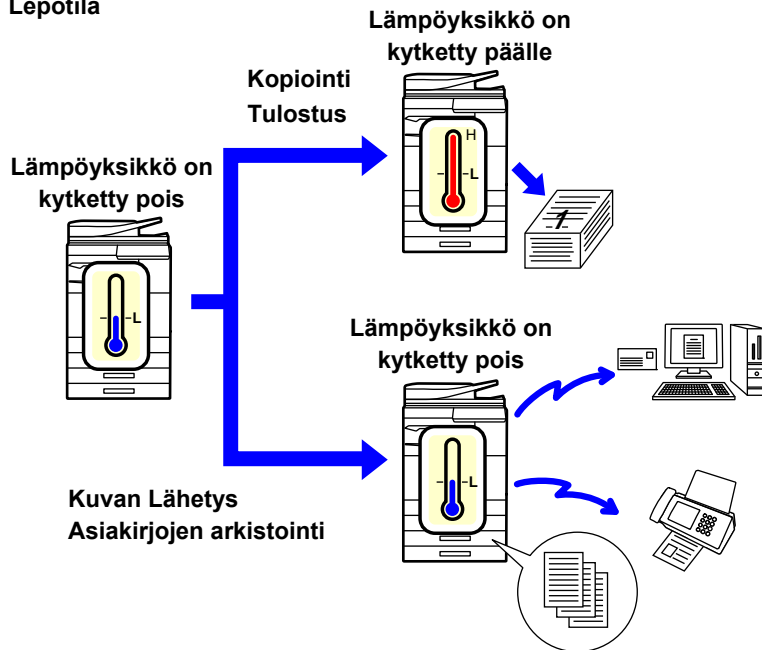 Lepotila
Lämpöyksikkö on
kytketty päälle
Kopiointi
Tulostus
H
L
1
Lämpöyksikkö on
kytketty pois
L
Lämpöyksikkö on
kytketty pois
L
Kuvan Lähetys
Asiakirjojen arkistointi